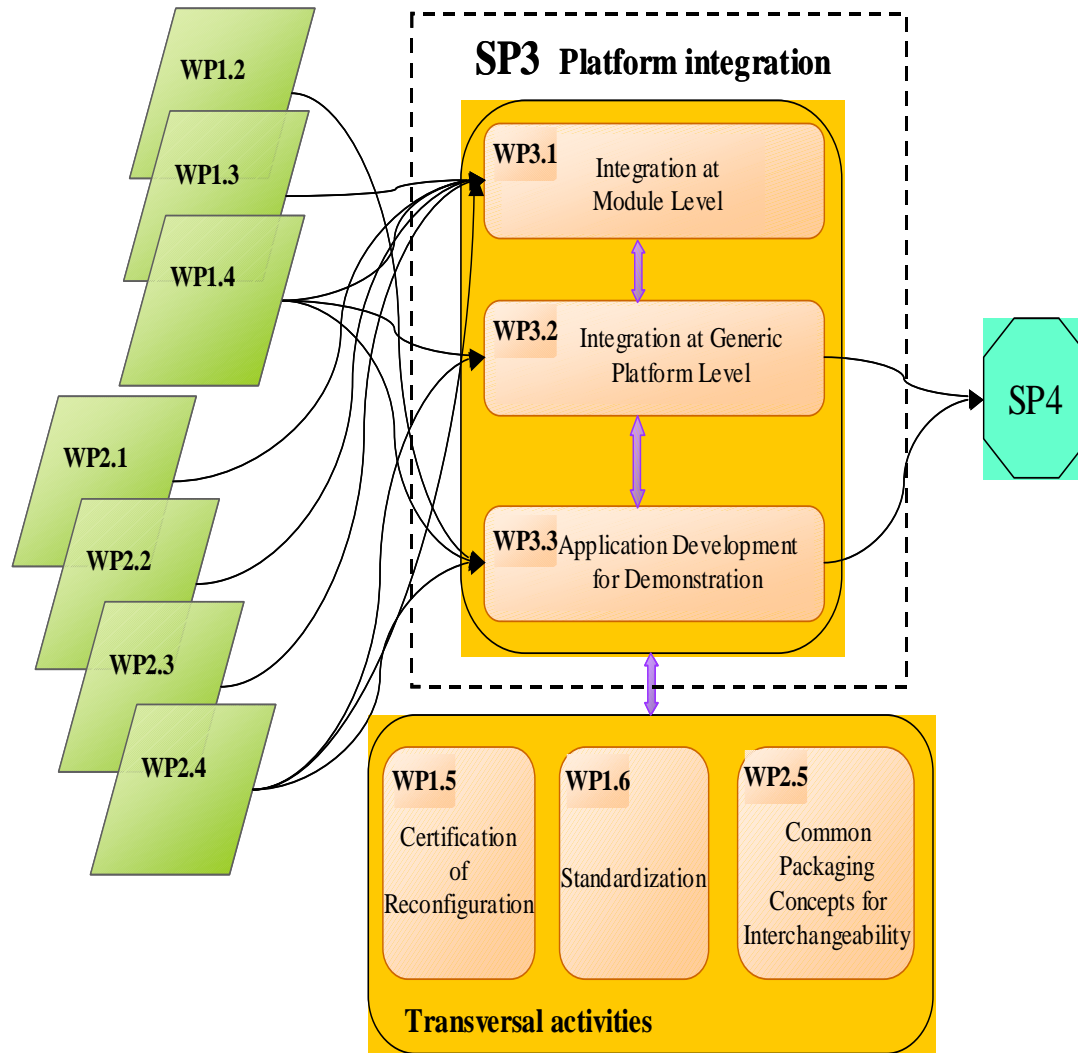 WP1.2
WP1.3
WP1.4
WP2.1
WP2.2
WP2.3
WP2.4
SP3 Platform integration
WP3.1
Integration at
Module Level
WP3.2
Integration at Generic
Platform Level
WP3.3
Application Development
for Demonstration
SP4
WP1.5
Certification
of
Reconfiguration
WP1.6
Standardization
WP2.5
Common
Packaging
Concepts for
Interchangeability
Transversal activities